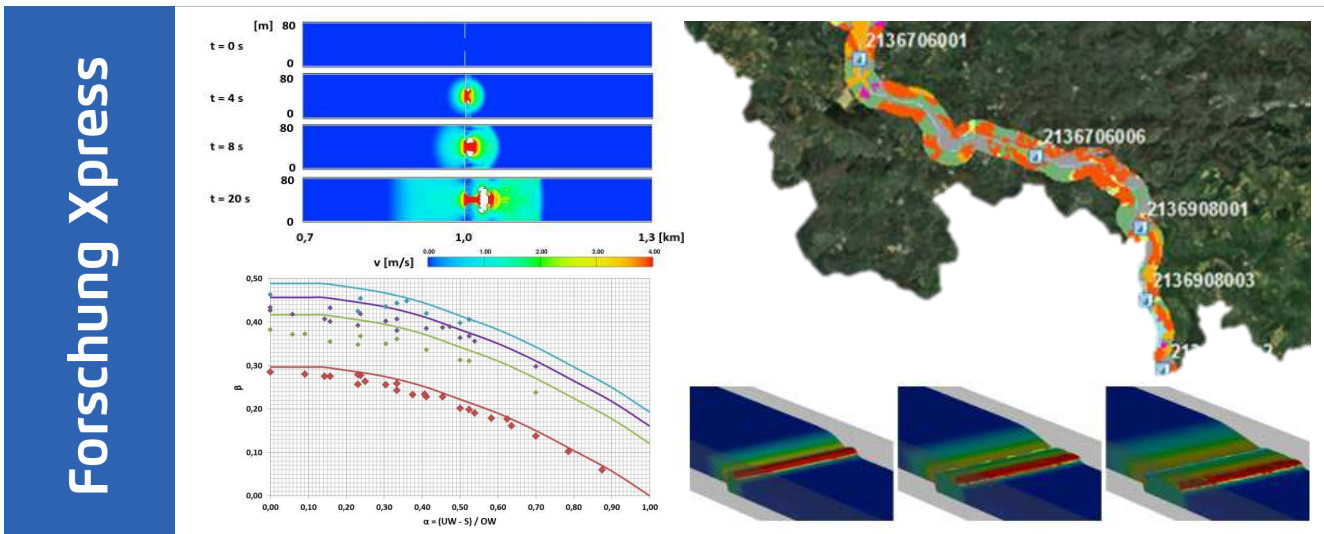 Forschung Xpress
[m] 80
t = 0 s
0
80
t = 4 s
0
80
t = 8 s
0
80
t = 20 s
0
0,7 1,0 1,3 [km]
v [m/s] 0.00 1.00 2.00 3.00 4.00
0,50
0,40
0,30
β
0,20
0,10
0,00
0,00 0,10 0,20 0,30 0,40 0,50 0,60 0,70 0,80 0,90 1,00
α = (UW - S) / OW
2136706001
2136706006
2136908001
2136908003